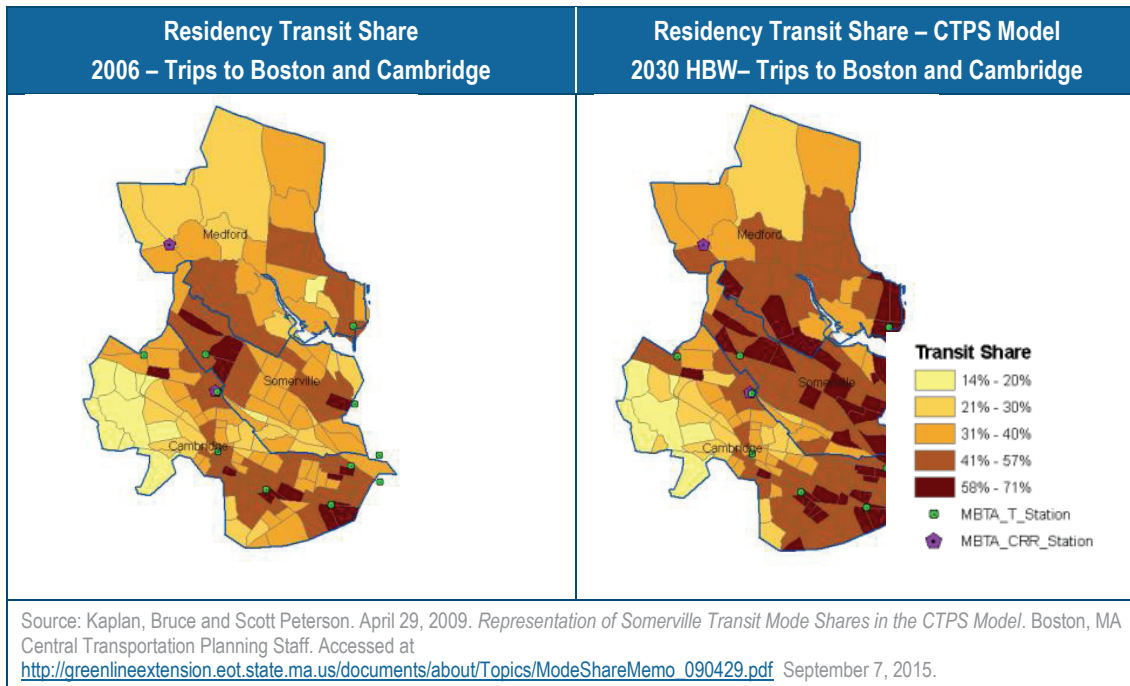 Residency Transit Share
2006 – Trips to Boston and Cambridge
Residency Transit Share – CTPS Model
2030 HBW– Trips to Boston and Cambridge
Medford
Somerville
Cambridge
Medford
Somerville
Cambridge
Transit Share
14% - 20%
21% - 30%
31% - 40%
41% - 57%
58% - 71%
MBTA_T_Station
MBTA_CRR_Station
Source: Kaplan, Bruce and Scott Peterson. April 29, 2009. Representation of Somerville Transit Mode Shares in the CTPS Model. Boston, MA
Central Transportation Planning Staff. Accessed at
http://greenlineextension.eot.state.ma.us/documents/about/Topics/ModeShareMemo_090429.pdf September 7, 2015.